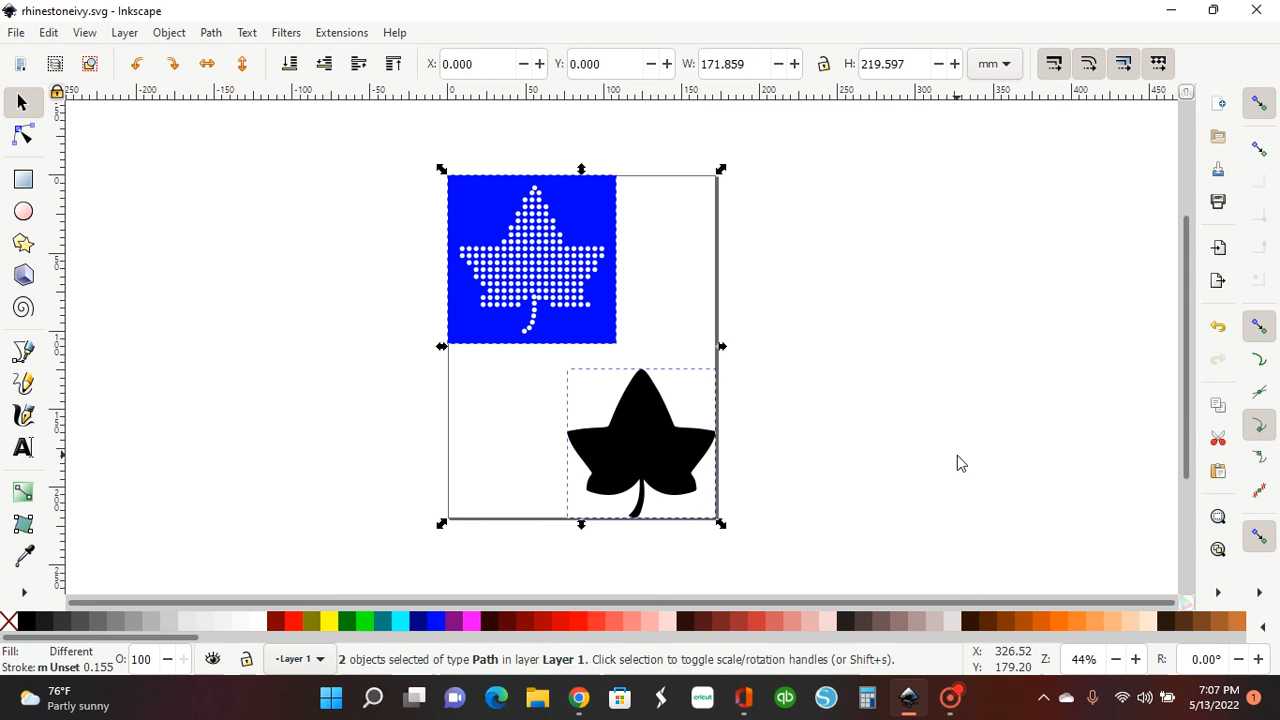 rhinestoneivy.svg - Inkscape
File Edit View Layer Object Path Text Filters Extensions Help
X: 0.000 Y: 0.000 W: 171.859 H: 219.597 mm
250 -200 -150 -100 -50 0 50 100 150 200 250 300 350 400 450
Fill: Different O: 100 Layer 1 2 objects selected of type Path in layer Layer 1. Click selection to toggle scale/rotation handles (or Shift+s). X: 326.52 Z: 44% R: 0.00°
Stroke: m Unset 0.155 Y: 179.20
76°F 7:07 PM
Partly sunny cricut qb 5/13/2022 1